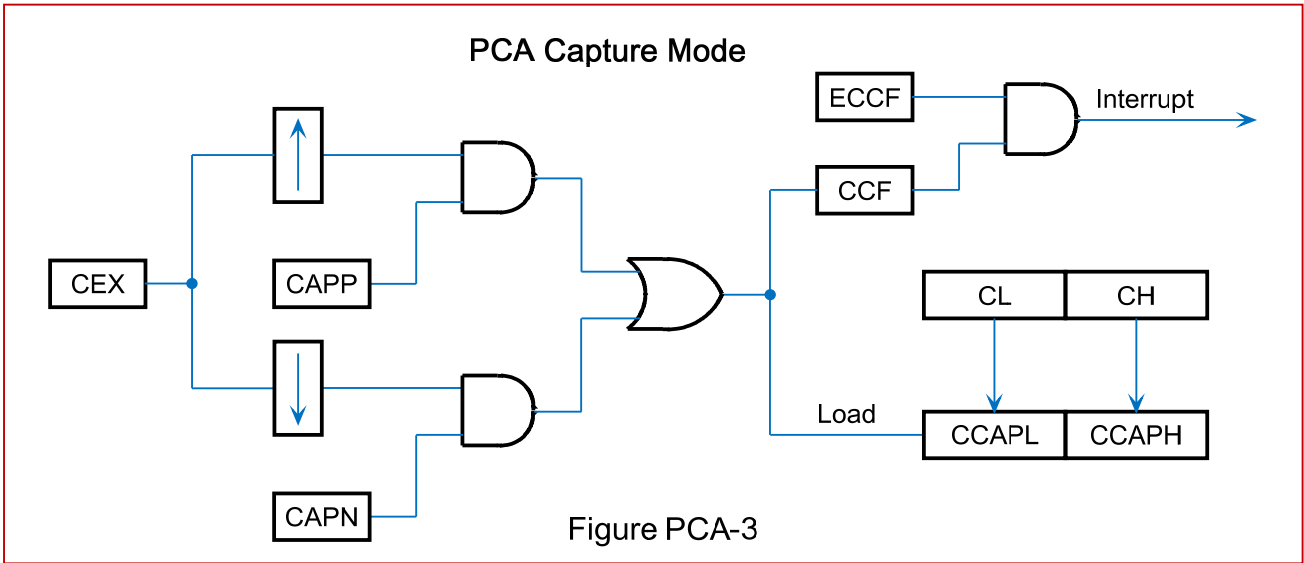 PCA Capture Mode
ECCF
Interrupt
CCF
CEX
CAPP
CL
CH
Load
CCAPL
CCAPH
CAPN
Figure PCA-3